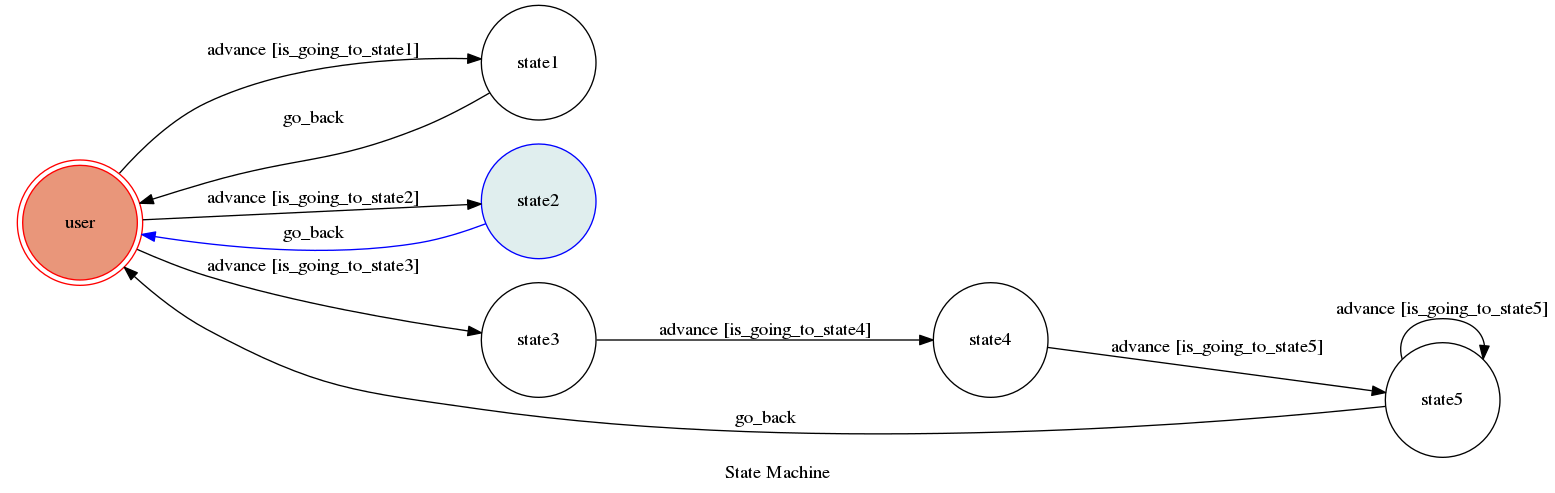 advance [is_going_to_state1]
state1
go_back
user
advance [is_going_to_state2]
state2
go_back
advance [is_going_to_state3]
state3
advance [is_going_to_state4]
state4
advance [is_going_to_state5]
advance [is_going_to_state5]
state5
go_back
State Machine